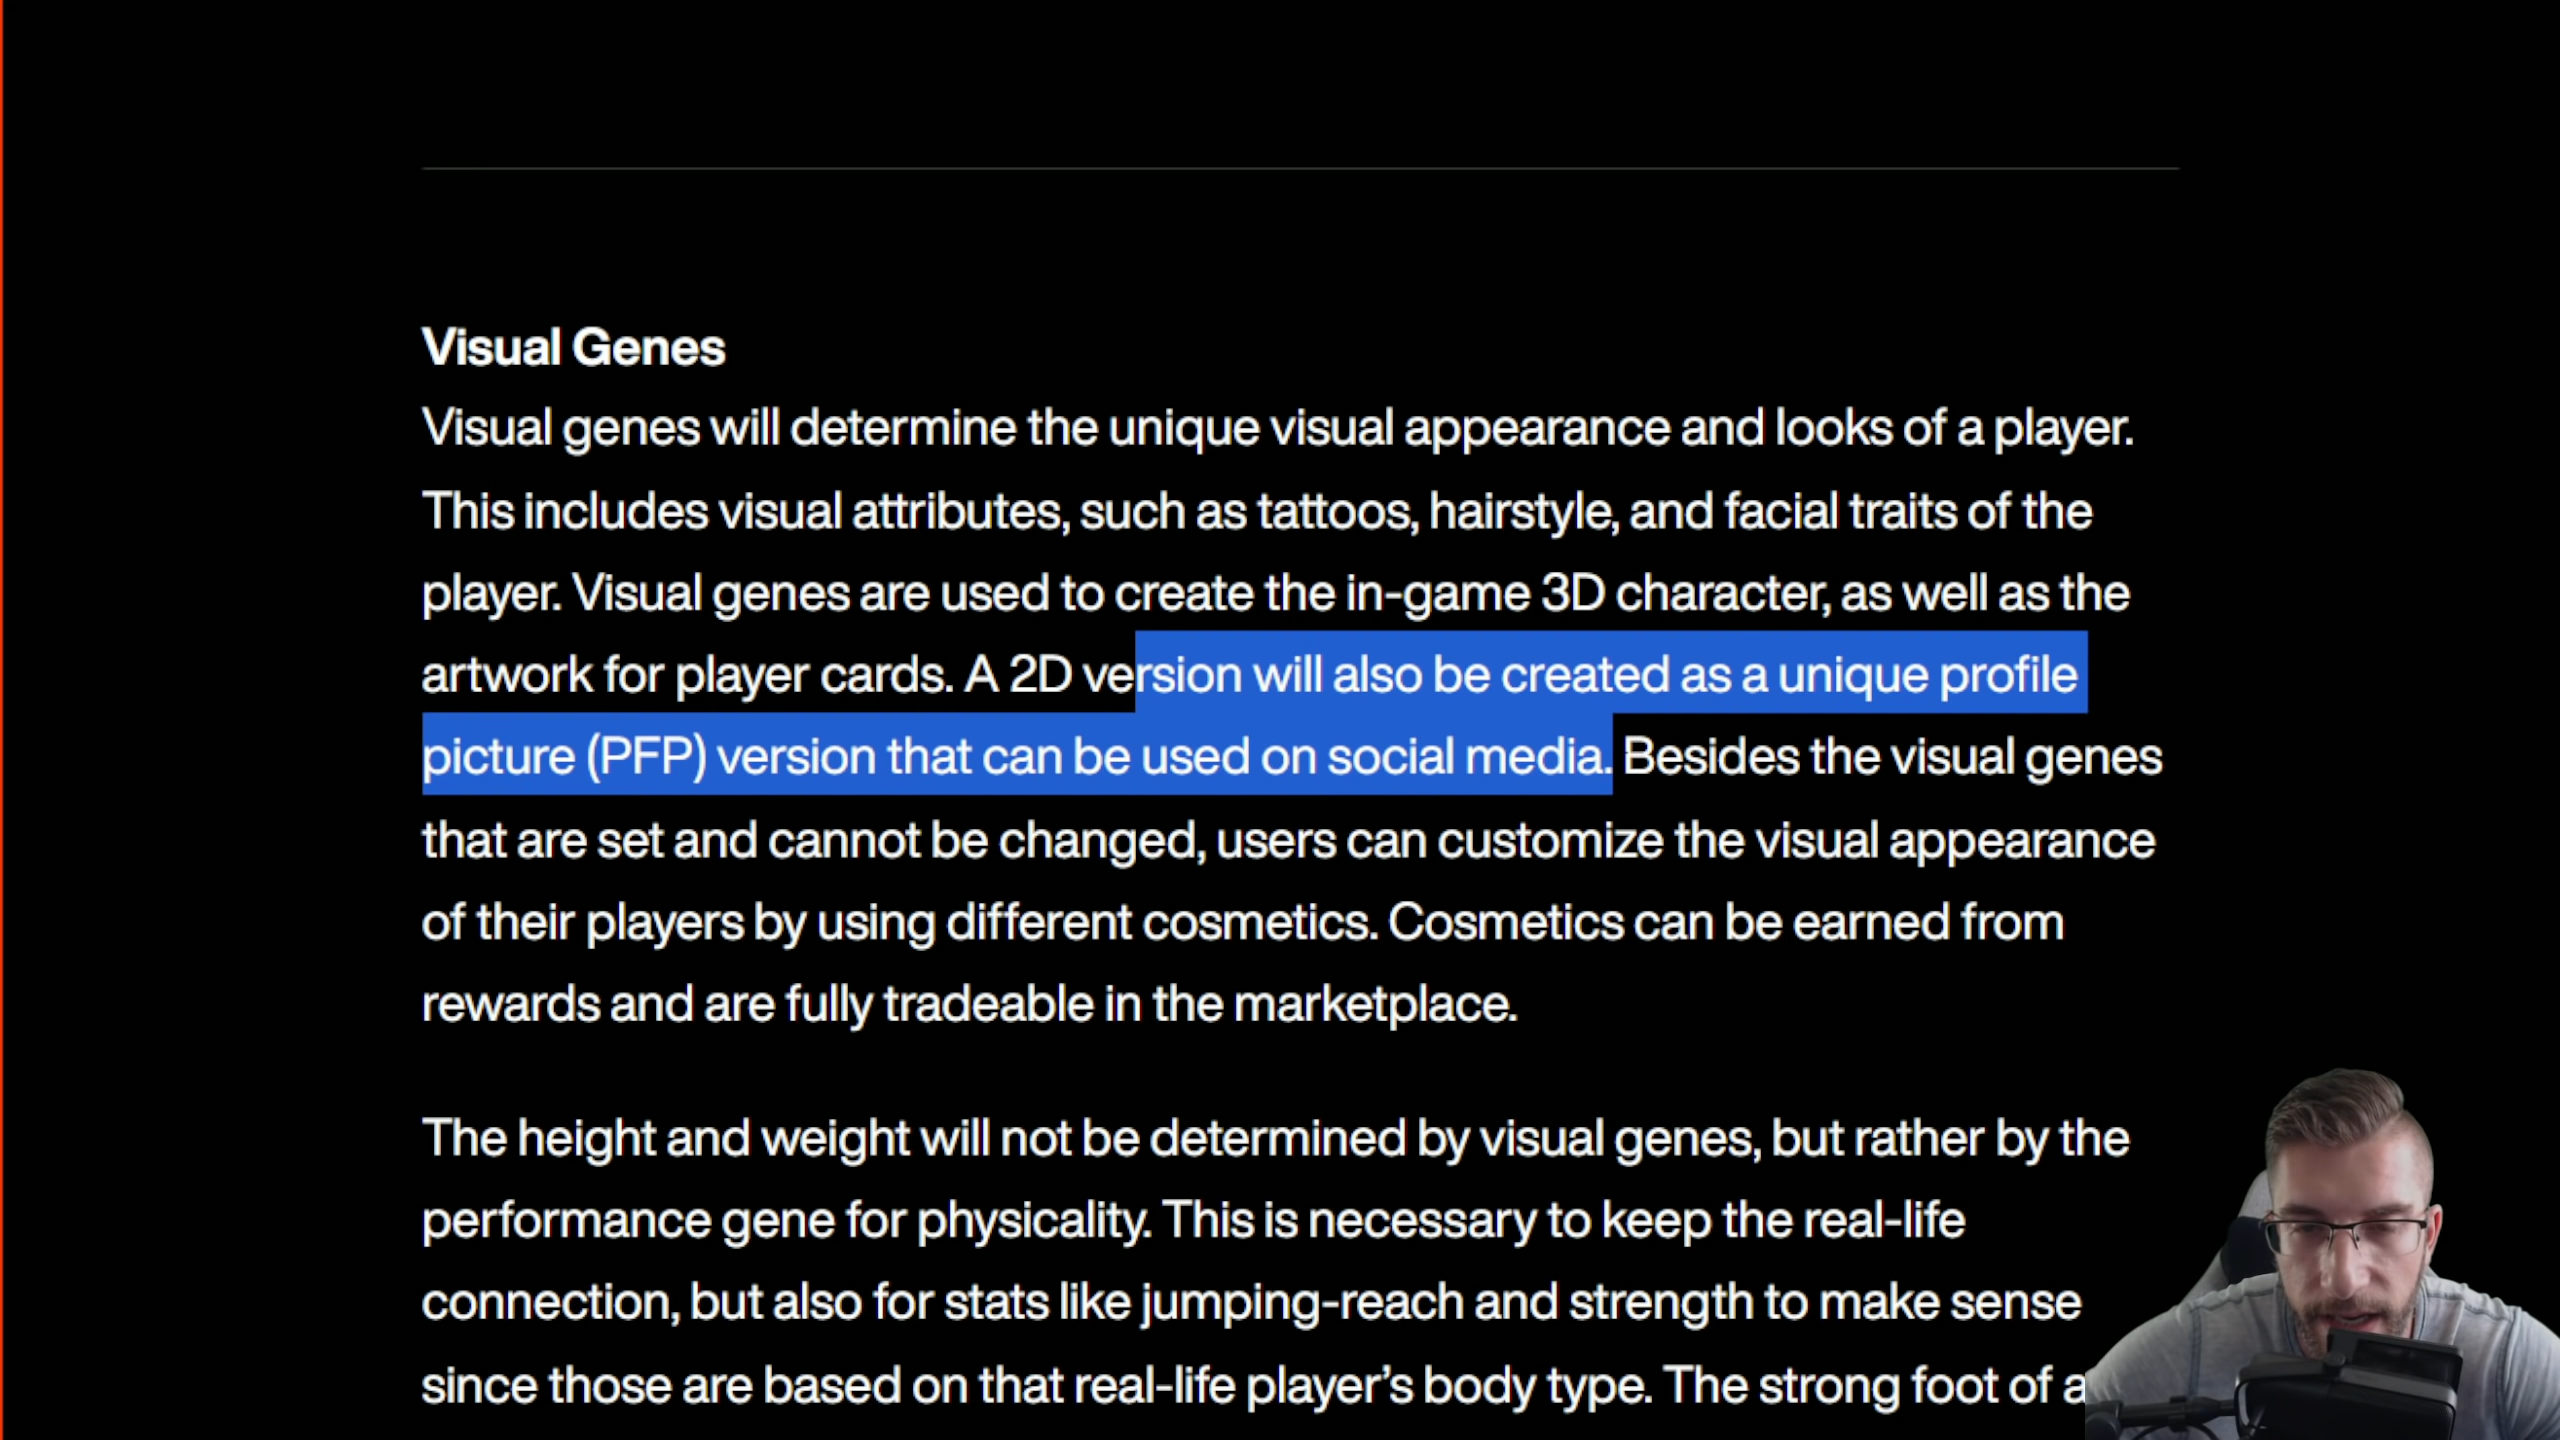 Visual Genes
Visual genes will determine the unique visual appearance and looks of a player.
This includes visual attributes, such as tattoos, hairstyle, and facial traits of the
player. Visual genes are used to create the in-game 3D character, as well as the
artwork for player cards. A 2D version will also be created as a unique profile
picture (PFP) version that can be used on social media. Besides the visual genes
that are set and cannot be changed, users can customize the visual appearance
of their players by using different cosmetics. Cosmetics can be earned from
rewards and are fully tradeable in the marketplace.
The height and weight will not be determined by visual genes, but rather by the
performance gene for physicality. This is necessary to keep the real-life
connection, but also for stats like jumping-reach and strength to make sense
since those are based on that real-life player’s body type. The strong foot of a